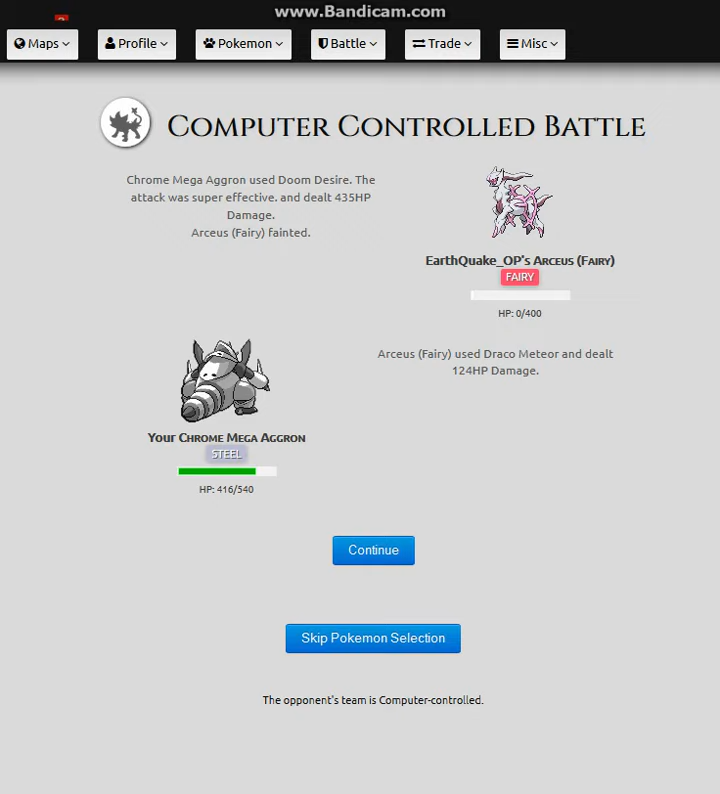 www.Bandicam.com
Maps
Profile
Pokemon
Battle
Trade
Misc
Computer Controlled Battle
Chrome Mega Aggron used Doom Desire. The
attack was super effective. and dealt 435HP
Damage.
Arceus (Fairy) fainted.
EarthQuake_OP's Arceus (Fairy)
FAIRY
HP: 0/400
Arceus (Fairy) used Draco Meteor and dealt
124HP Damage.
Your Chrome Mega Aggron
STEEL
HP: 416/540
Continue
Skip Pokemon Selection
The opponent's team is Computer-controlled.